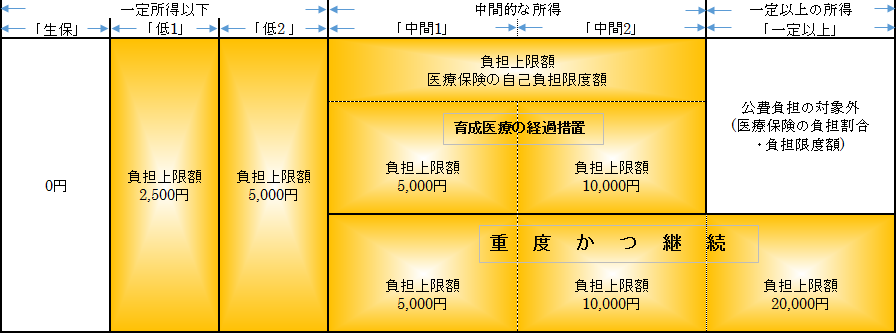 一定所得以下
中間的な所得
一定以上の所得
「生保」
「低1」
「低2」
「中間1」
「中間2」
「一定以上」
0円
負担上限額
2,500円
負担上限額
5,000円
負担上限額
医療保険の自己負担限度額
育成医療の経過措置
負担上限額
5,000円
負担上限額
10,000円
公費負担の対象外
(医療保険の負担割合
・負担限度額)
重度かつ継続
負担上限額
5,000円
負担上限額
10,000円
負担上限額
20,000円